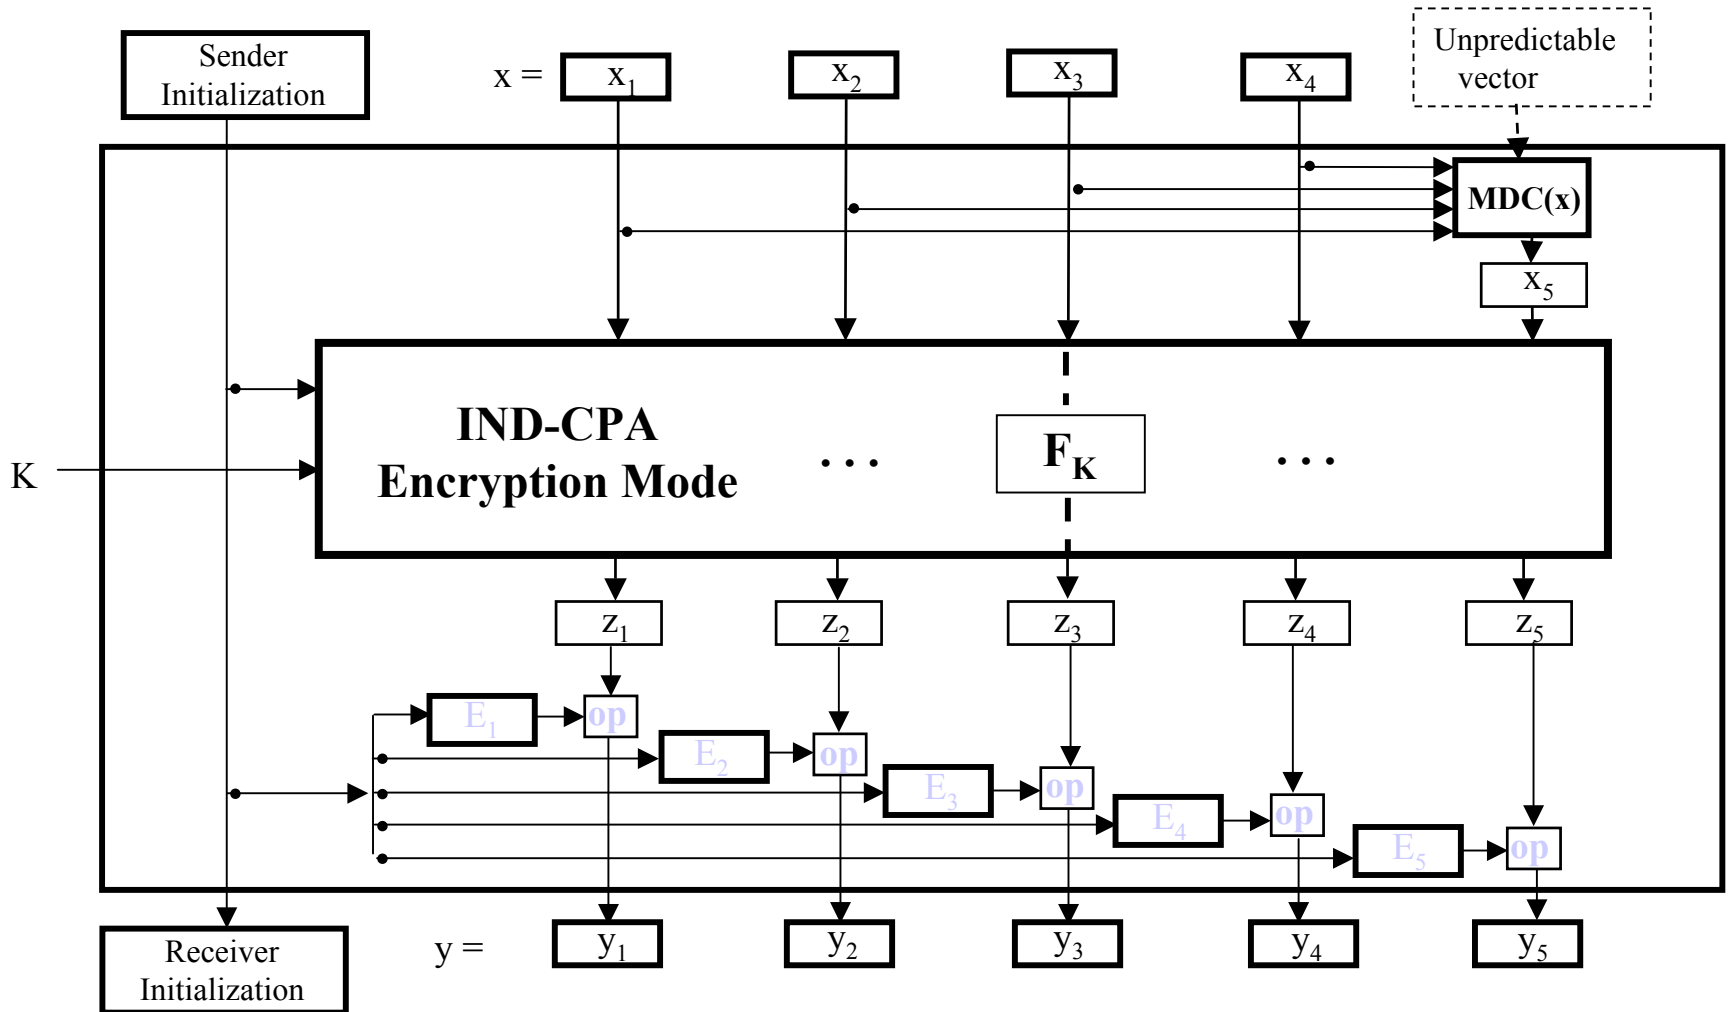 Sender
Initialization
x =
x₁
x₂
x₃
x₄
Unpredictable
vector
MDC(x)
x₅
IND-CPA
Encryption Mode
...
F_K
...
K
z₁
z₂
z₃
z₄
z₅
E₁
op
E₂
op
E₃
op
E₄
op
E₅
op
Receiver
Initialization
y =
y₁
y₂
y₃
y₄
y₅